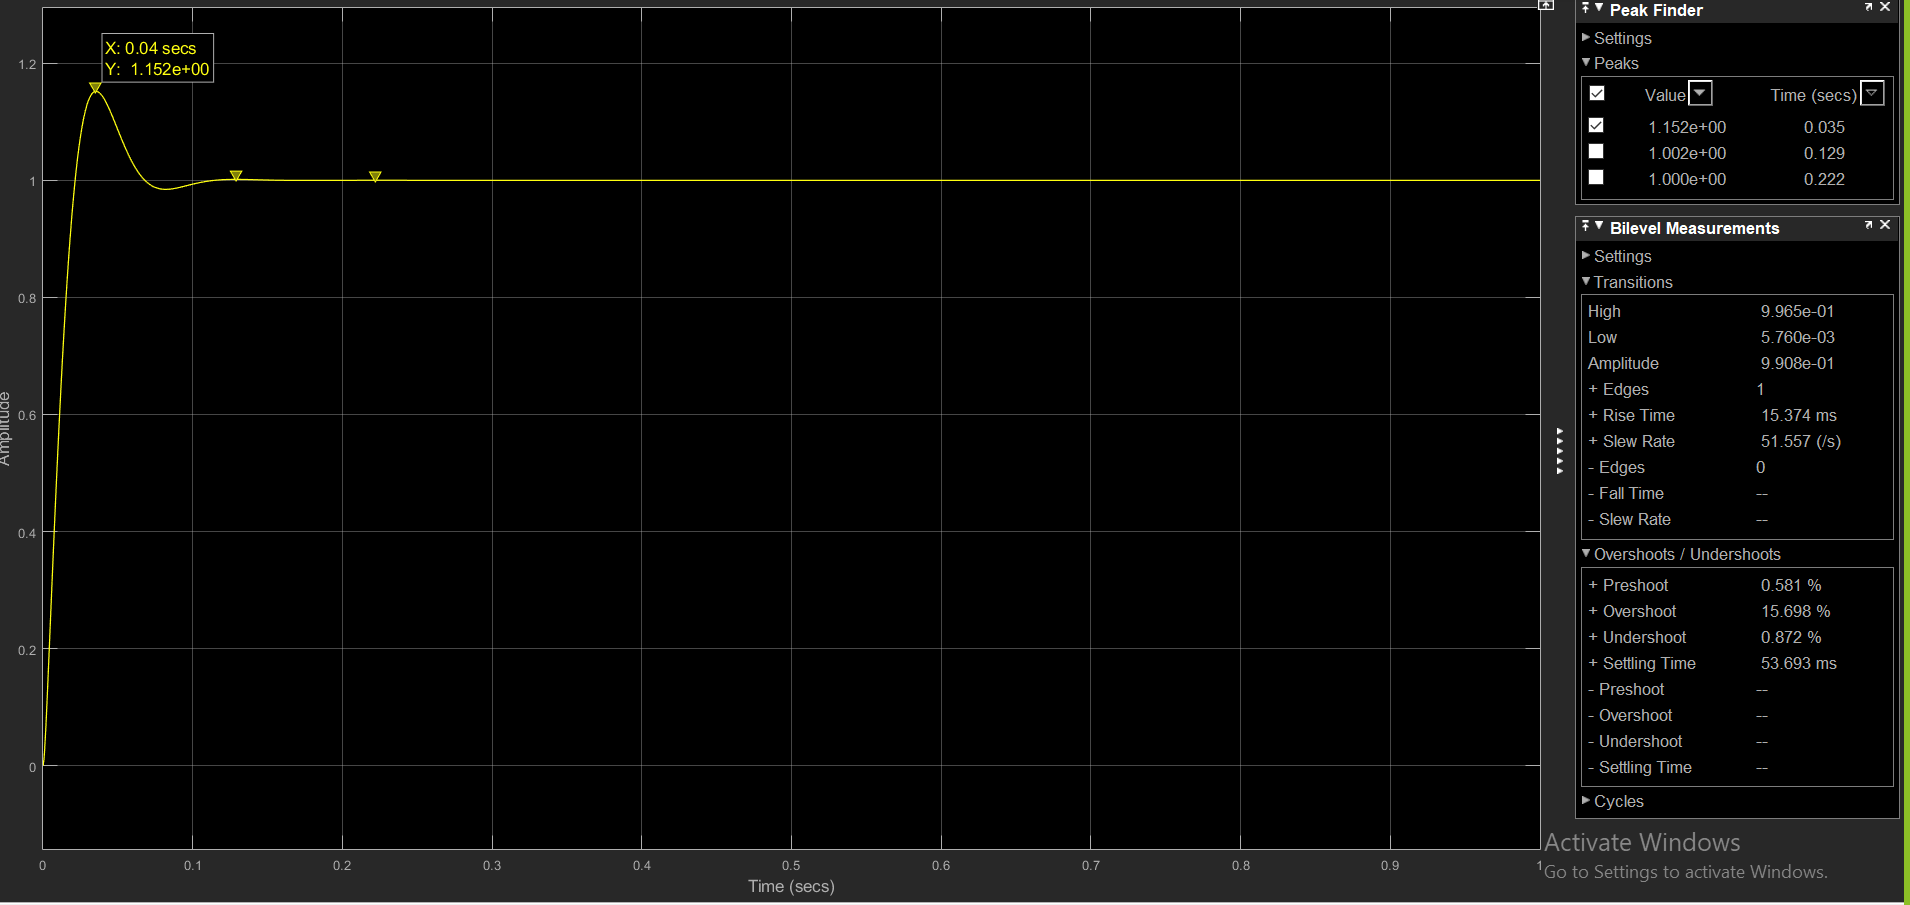 X: 0.04 secs
Y: 1.152e+00
1.2
1
0.8
0.6
0.4
0.2
0
Amplitude
0 0.1 0.2 0.3 0.4 0.5 0.6 0.7 0.8 0.9 1
Time (secs)
Peak Finder
Settings
Peaks
Value Time (secs)
1.152e+00 0.035
1.002e+00 0.129
1.000e+00 0.222
Bilevel Measurements
Settings
Transitions
High 9.965e-01
Low 5.760e-03
Amplitude 9.908e-01
+ Edges 1
+ Rise Time 15.374 ms
+ Slew Rate 51.557 (/s)
- Edges 0
- Fall Time --
- Slew Rate --
Overshoots / Undershoots
+ Preshoot 0.581 %
+ Overshoot 15.698 %
+ Undershoot 0.872 %
+ Settling Time 53.693 ms
- Preshoot --
- Overshoot --
- Undershoot --
- Settling Time --
Cycles
Activate Windows
Go to Settings to activate Windows.